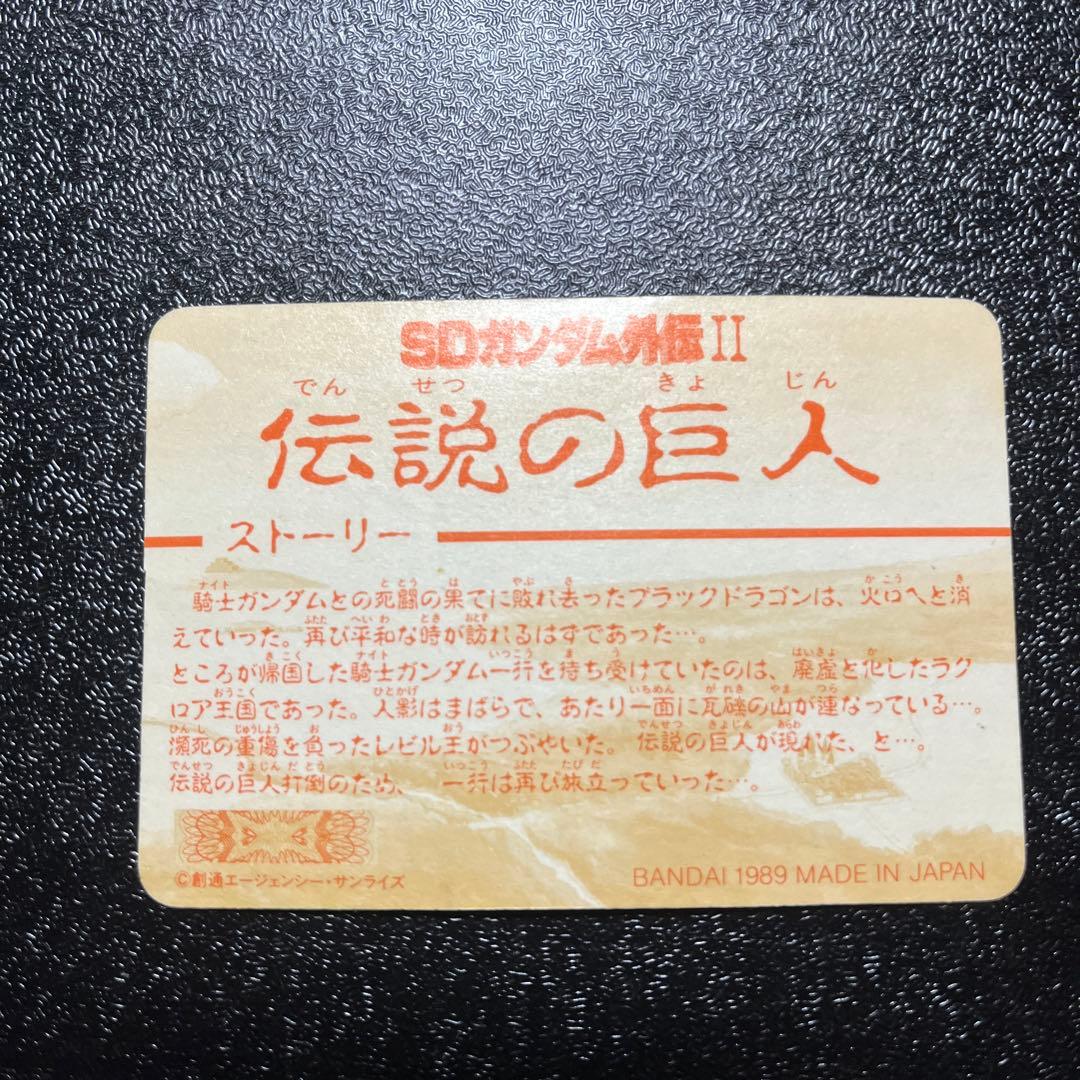 SDガンダム外伝II
でんせつ きょじん
伝説の巨人
ストーリー
騎士ガンダムとの死闘の果てに敗れ去ったブラックドラゴンは、火口へと消
えていった。再び平和な時が訪れるはずであった…。
ところが帰国した騎士ガンダム一行を待ち受けていたのは、廃虚と化したラク
ロア王国であった。人影はまばらで、あたり一面に瓦礫の山が連なっている…。
瀕死の重傷を負ったレビル王がつぶやいた。伝説の巨人が現れた、と…。
伝説の巨人打倒のため、 一行は再び旅立っていった…。
©創通エージェンシー・サンライズ
BANDAI 1989 MADE IN JAPAN